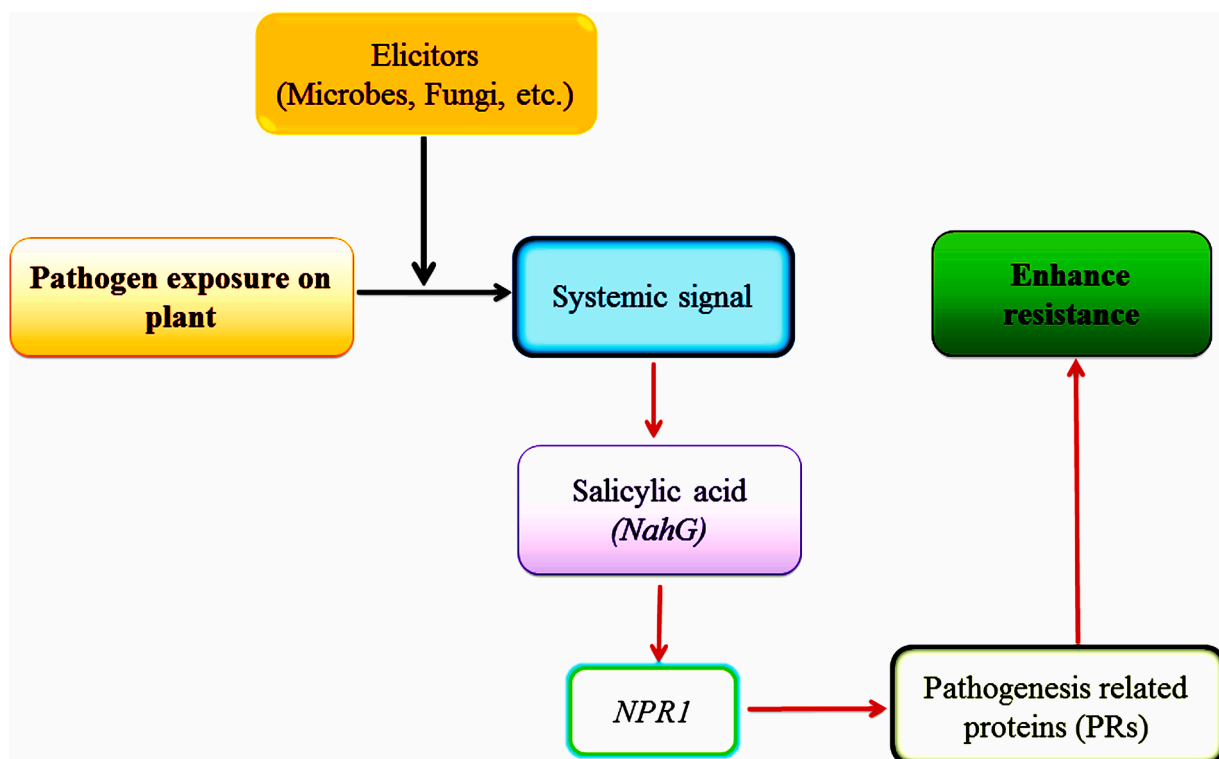 Elicitors
(Microbes, Fungi, etc.)
Pathogen exposure on
plant
Systemic signal
Enhance
resistance
Salicylic acid
(NahG)
NPR1
Pathogenesis related
proteins (PRs)